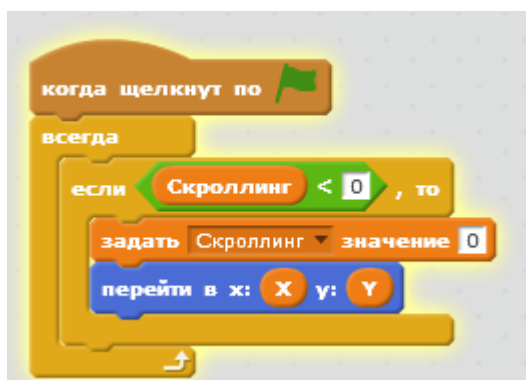 когда щелкнут по
всегда
если Скроллинг < 0 , то
задать Скроллинг значение 0
перейти в x: X y: Y